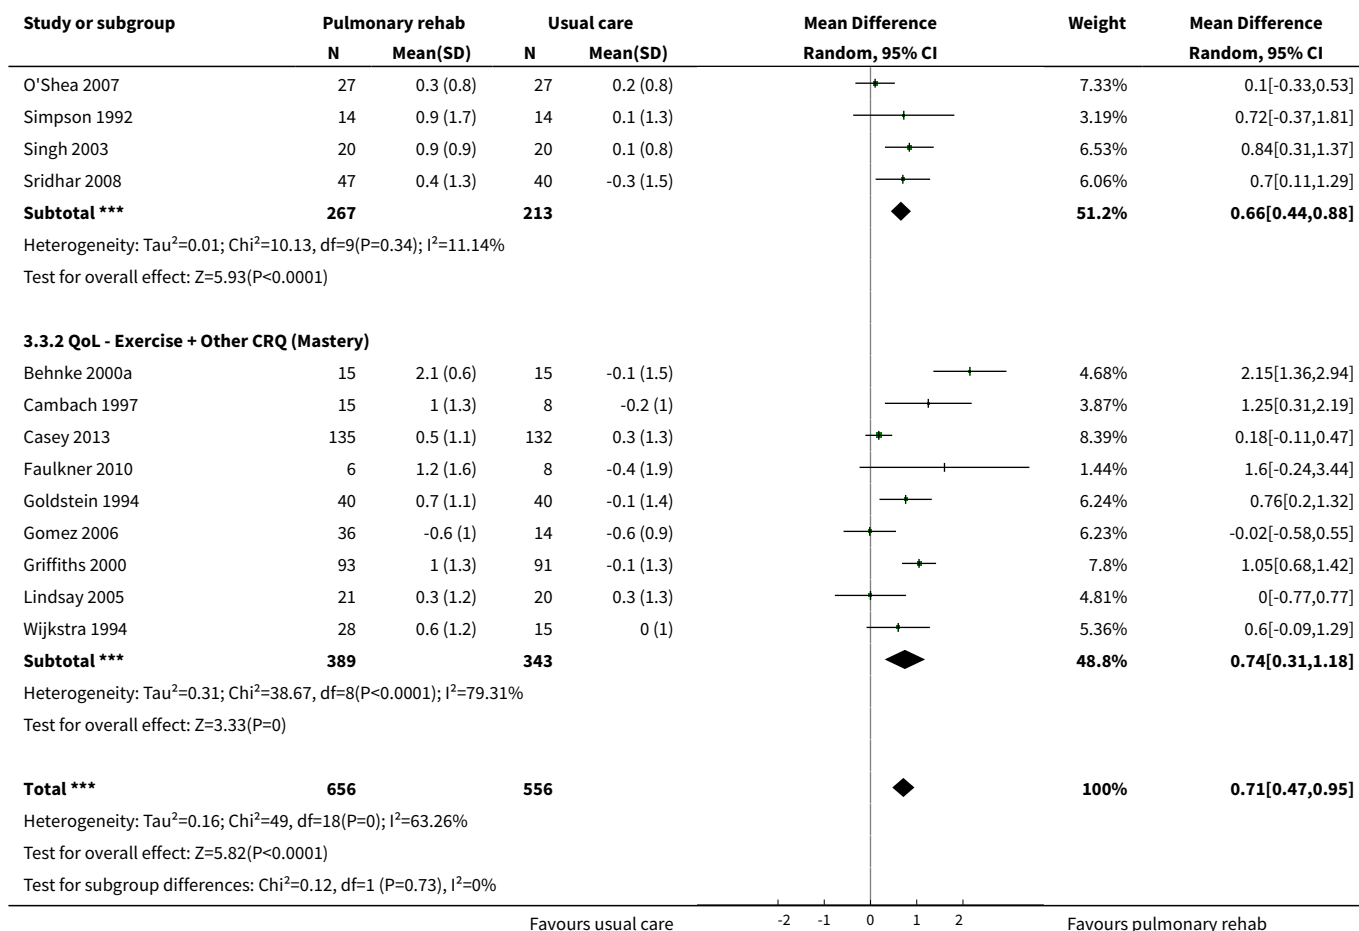 Study or subgroup Pulmonary rehab Usual care Mean Difference Weight Mean Difference
N Mean(SD) N Mean(SD) Random, 95% CI Random, 95% CI
O'Shea 2007 27 0.3 (0.8) 27 0.2 (0.8) 7.33% 0.1[-0.33,0.53]
Simpson 1992 14 0.9 (1.7) 14 0.1 (1.3) 3.19% 0.72[-0.37,1.81]
Singh 2003 20 0.9 (0.9) 20 0.1 (0.8) 6.53% 0.84[0.31,1.37]
Sridhar 2008 47 0.4 (1.3) 40 -0.3 (1.5) 6.06% 0.7[0.11,1.29]
Subtotal *** 267 213 51.2% 0.66[0.44,0.88]
Heterogeneity: Tau²=0.01; Chi²=10.13, df=9(P=0.34); I²=11.14%
Test for overall effect: Z=5.93(P<0.0001)
3.3.2 QoL - Exercise + Other CRQ (Mastery)
Behnke 2000a 15 2.1 (0.6) 15 -0.1 (1.5) 4.68% 2.15[1.36,2.94]
Cambach 1997 15 1 (1.3) 8 -0.2 (1) 3.87% 1.25[0.31,2.19]
Casey 2013 135 0.5 (1.1) 132 0.3 (1.3) 8.39% 0.18[-0.11,0.47]
Faulkner 2010 6 1.2 (1.6) 8 -0.4 (1.9) 1.44% 1.6[-0.24,3.44]
Goldstein 1994 40 0.7 (1.1) 40 -0.1 (1.4) 6.24% 0.76[0.2,1.32]
Gomez 2006 36 -0.6 (1) 14 -0.6 (0.9) 6.23% -0.02[-0.58,0.55]
Griffiths 2000 93 1 (1.3) 91 -0.1 (1.3) 7.8% 1.05[0.68,1.42]
Lindsay 2005 21 0.3 (1.2) 20 0.3 (1.3) 4.81% 0[-0.77,0.77]
Wijkstra 1994 28 0.6 (1.2) 15 0 (1) 5.36% 0.6[-0.09,1.29]
Subtotal *** 389 343 48.8% 0.74[0.31,1.18]
Heterogeneity: Tau²=0.31; Chi²=38.67, df=8(P<0.0001); I²=79.31%
Test for overall effect: Z=3.33(P=0)
Total *** 656 556 100% 0.71[0.47,0.95]
Heterogeneity: Tau²=0.16; Chi²=49, df=18(P=0); I²=63.26%
Test for overall effect: Z=5.82(P<0.0001)
Test for subgroup differences: Chi²=0.12, df=1 (P=0.73), I²=0%
Favours usual care -2 -1 0 1 2 Favours pulmonary rehab